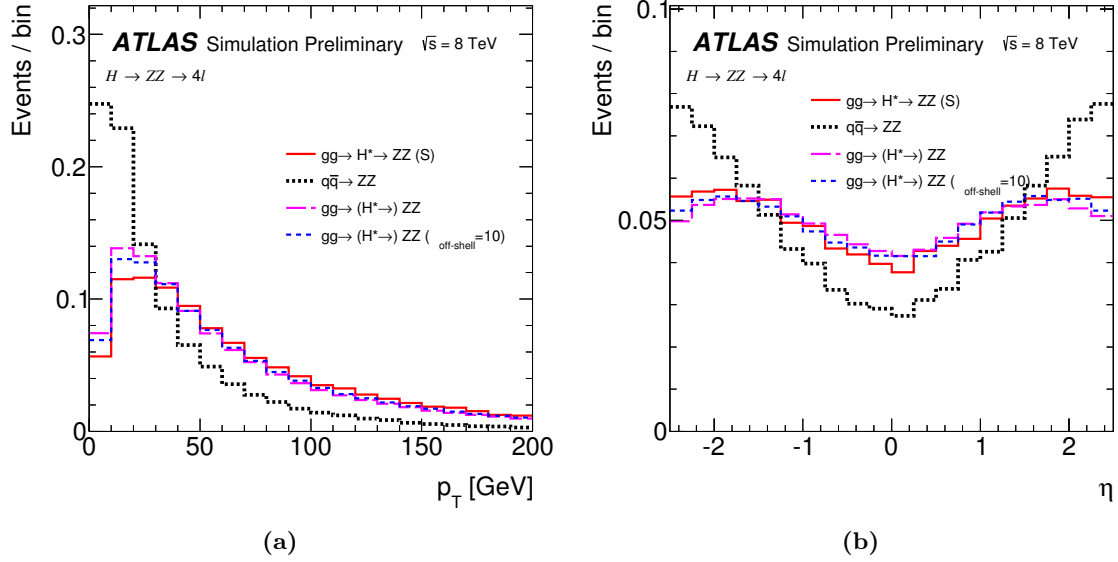 Events / bin
0.3
0.2
0.1
0
ATLAS Simulation Preliminary √s = 8 TeV
H → ZZ → 4l
gg→ H*→ ZZ (S)
qq̅→ ZZ
gg→ (H*→) ZZ
gg→ (H*→) ZZ ( off-shell=10)
0 50 100 150 200
p_T [GeV]
(a)
Events / bin
0.1
0.05
0
ATLAS Simulation Preliminary √s = 8 TeV
H → ZZ → 4l
gg→ H*→ ZZ (S)
qq̅→ ZZ
gg→ (H*→) ZZ
gg→ (H*→) ZZ ( off-shell=10)
-2 -1 0 1 2
η
(b)